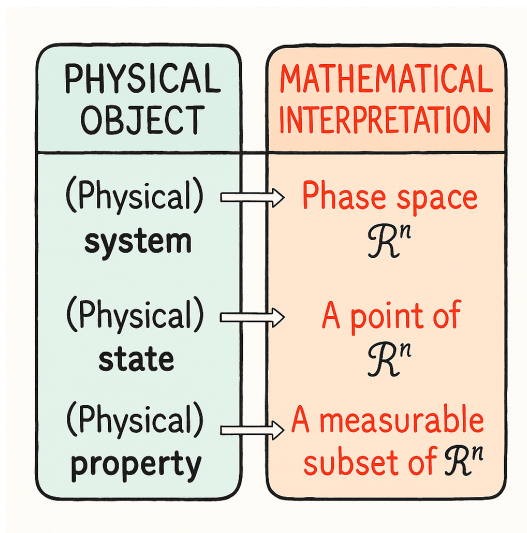 PHYSICAL
OBJECT
MATHEMATICAL
INTERPRETATION
(Physical)
system
Phase space
ℛⁿ
(Physical)
state
A point of
ℛⁿ
(Physical)
property
A measurable
subset of ℛⁿ